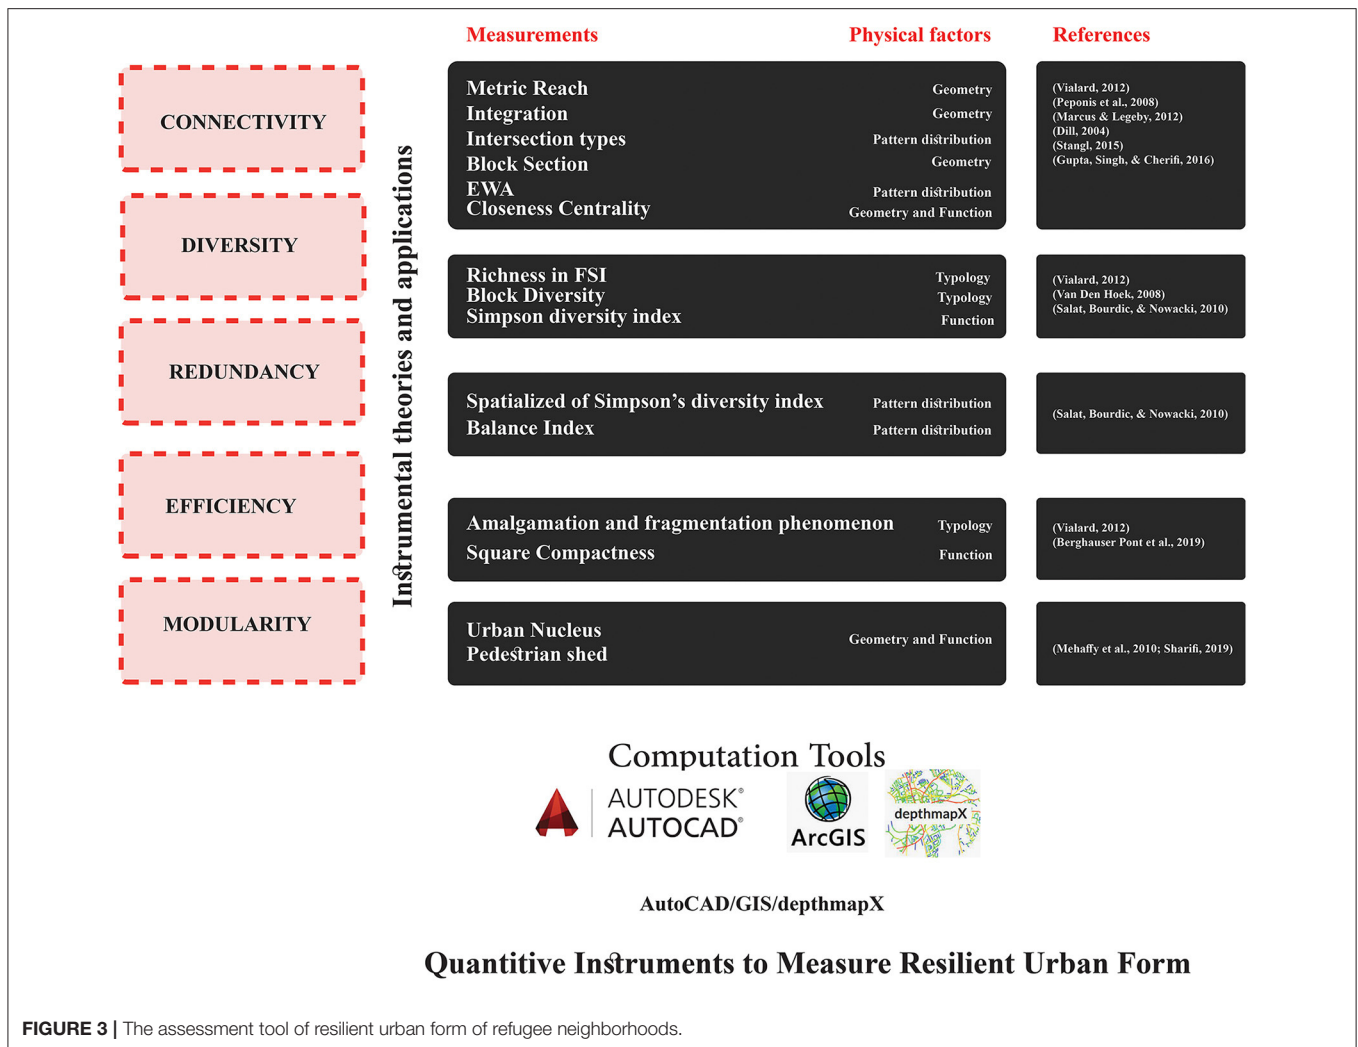 Measurements Physical factors References
CONNECTIVITY
DIVERSITY
REDUNDANCY
EFFICIENCY
MODULARITY
Instrumental theories and applications
Metric Reach Geometry
Integration Geometry
Intersection types Pattern distribution
Block Section Geometry
EWA Pattern distribution
Closeness Centrality Geometry and Function
(Vialard, 2012)
(Peponis et al., 2008)
(Marcus & Legeby, 2012)
(Dill, 2004)
(Stangl, 2015)
(Gupta, Singh, & Cherifi, 2016)
Richness in FSI Typology
Block Diversity Typology
Simpson diversity index Function
(Vialard, 2012)
(Van Den Hoek, 2008)
(Salat, Bourdic, & Nowacki, 2010)
Spatialized of Simpson's diversity index Pattern distribution
Balance Index Pattern distribution
(Salat, Bourdic, & Nowacki, 2010)
Amalgamation and fragmentation phenomenon Typology
Square Compactness Function
(Vialard, 2012)
(Berghauser Pont et al., 2019)
Urban Nucleus
Geometry and Function
Pedestrian shed
(Mehaffy et al., 2010; Sharifi, 2019)
Computation Tools
AUTODESK®
AUTOCAD®
ArcGIS
depthmapX
AutoCAD/GIS/depthmapX
Quantitive Instruments to Measure Resilient Urban Form
FIGURE 3 | The assessment tool of resilient urban form of refugee neighborhoods.